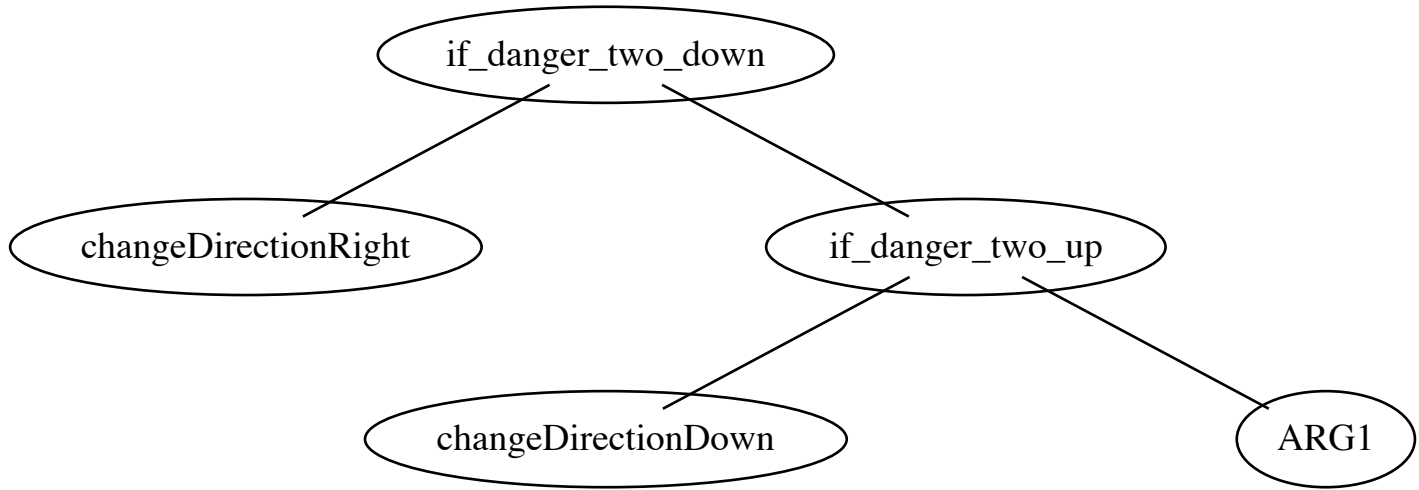 if_danger_two_down
changeDirectionRight
if_danger_two_up
changeDirectionDown
ARG1